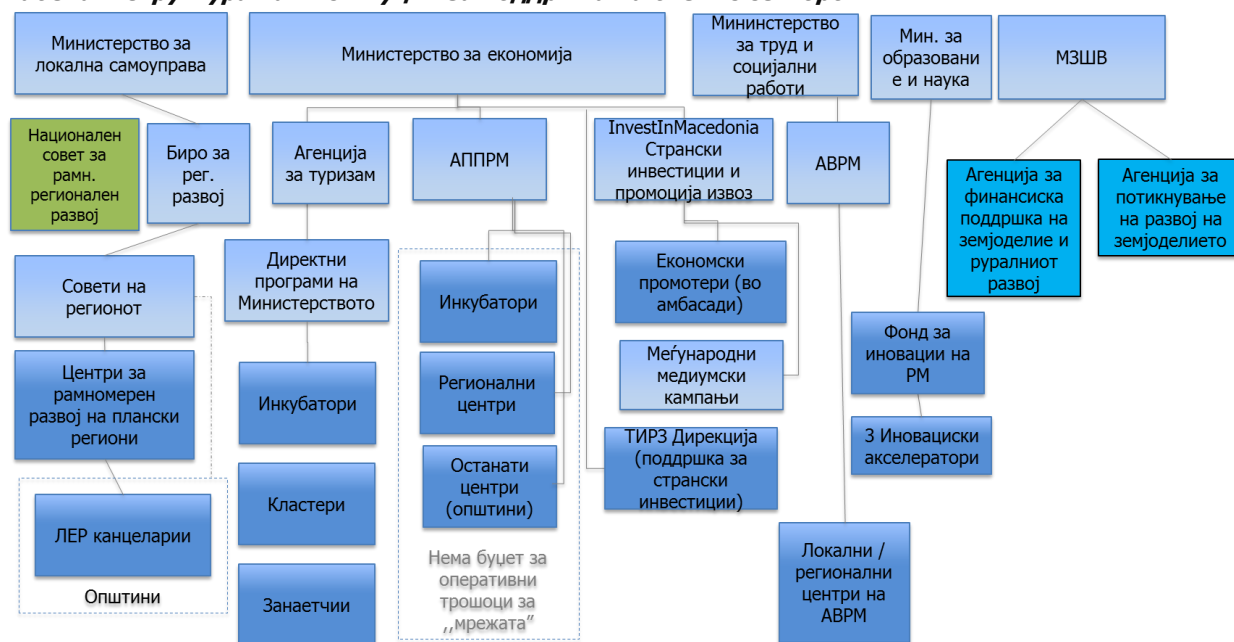 Министерство за
локална самоуправа
Министерство за економија
Мининстерство
за труд и
социјални
работи
Мин. за
образовани
е и наука
МЗШВ
Национален
совет за
рамн.
регионален
развој
Биро за
рег.
развој
Агенција
за туризам
АППРМ
InvestInMacedonia
Странски
инвестиции и
промоција извоз
АВРМ
Агенција за
финансиска
поддршка на
земјоделие и
руралниот
развој
Агенција за
потикнување
на развој на
земјоделието
Совети на
регионот
Директни
програми на
Министерството
Инкубатори
Економски
промотери (во
амбасади)
Фонд за
иновации на
РМ
Центри за
рамномерен
развој на плански
региони
Инкубатори
Регионални
центри
Меѓународни
медиумски
кампањи
3 Иновациски
акселератори
ТИРЗ Дирекција
(поддршка за
странски
инвестиции)
Останати
центри
(општини)
Кластери
ЛЕР канцеларии
Општини
Занаетчии
Нема буџет за
оперативни
трошоци за
,,мрежата”
Локални /
регионални
центри на
АВРМ